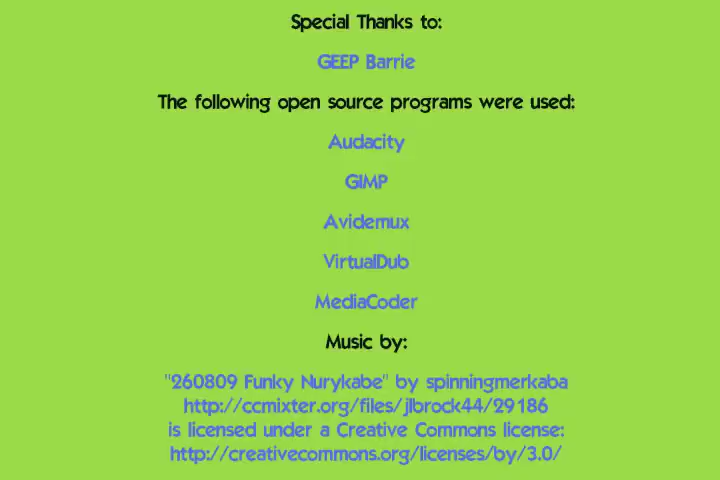 Special Thanks to:
GEEP Barrie
The following open source programs were used:
Audacity
GIMP
Avidemux
VirtualDub
MediaCoder
Music by:
"260809 Funky Nurykabe" by spinningmerkaba
http://ccmixter.org/files/jlbrock44/29186
is licensed under a Creative Commons license:
http://creativecommons.org/licenses/by/3.0/